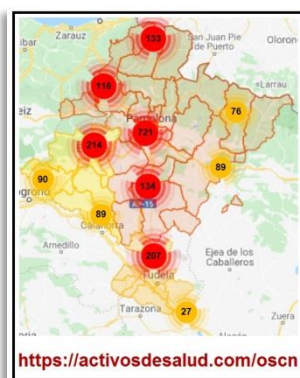 Zarauz
San Juan Pie
de Puerto
Oloron-
133
116
Larrau
76
eiz
Pamplona
721
214
89
90
134
89
Calahorra
Arnedillo
207
Ejea de los
Caballeros
Tudela
Tarazona
27
Zuera
https://activosdesalud.com/oscn